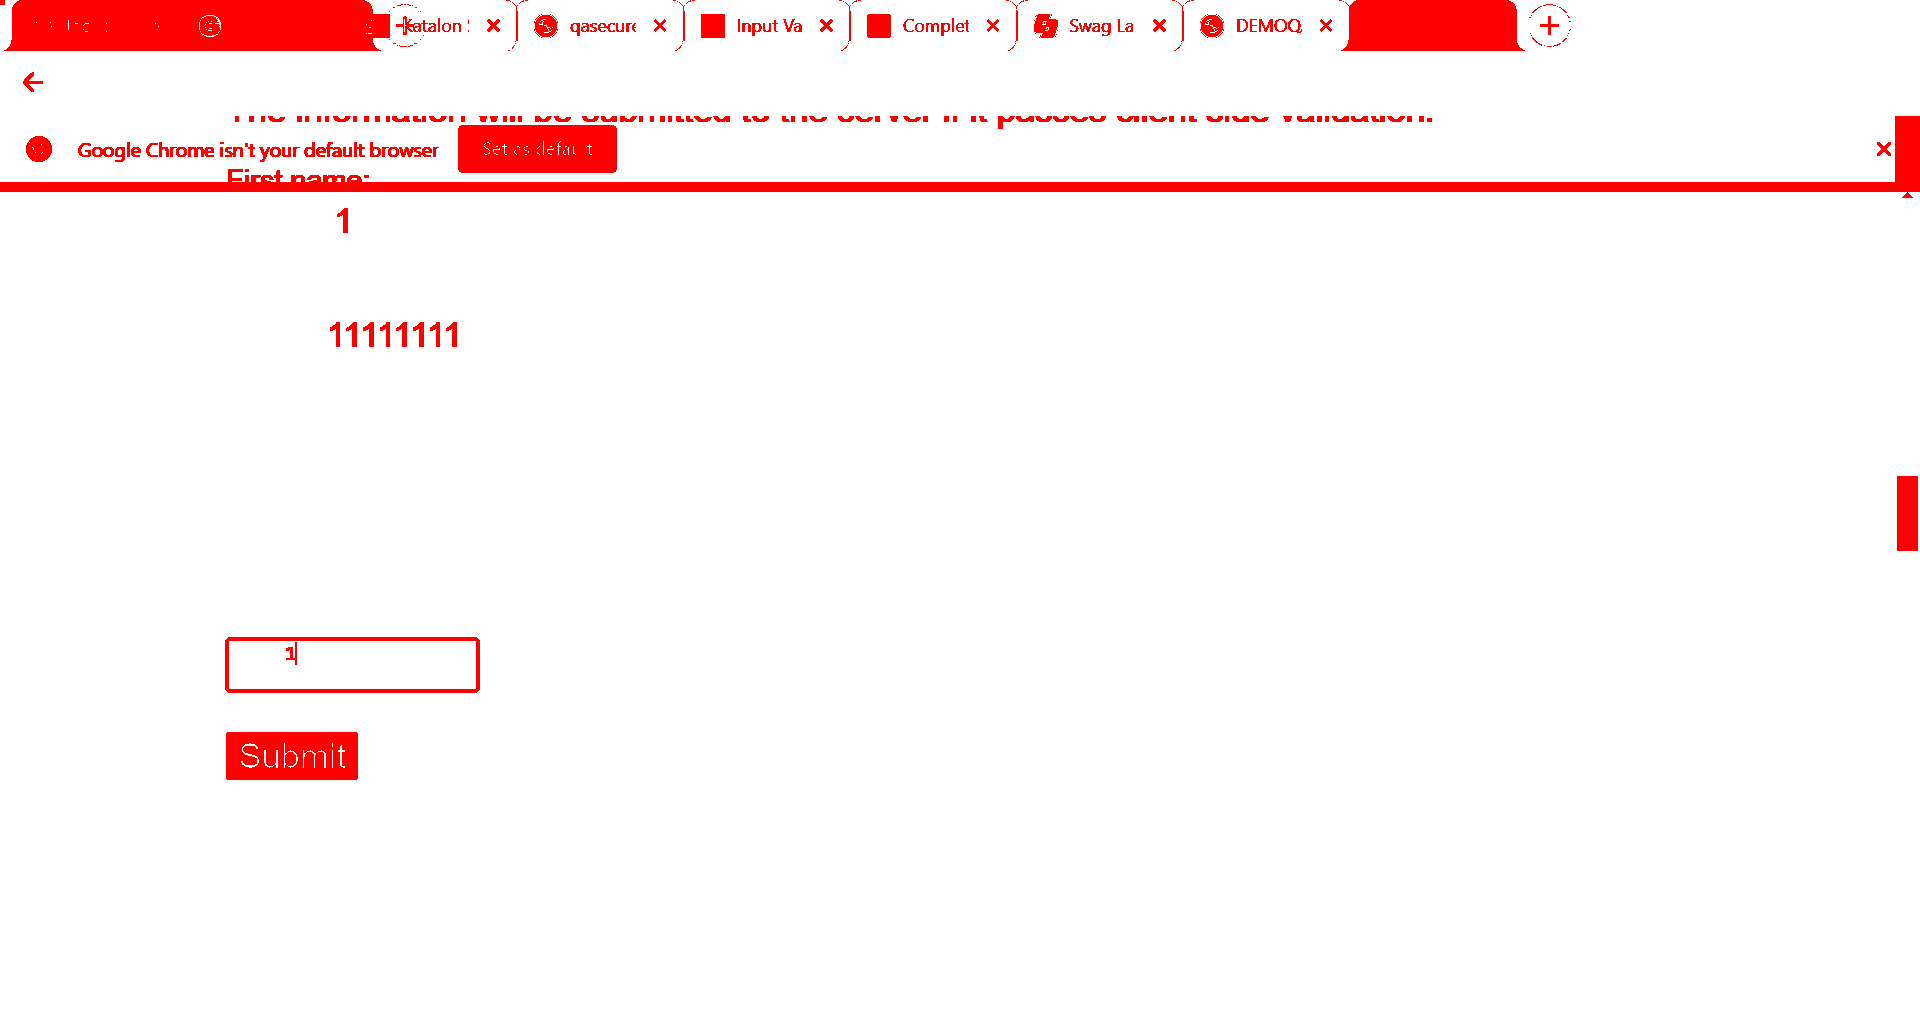 Katalon S
qasecure
Input Va
Complet
Swag La
DEMOQ
The information will be submitted to the server if it passes client side validation.
Google Chrome isn't your default browser
Set as default
First name:
1
11111111
1
Submit